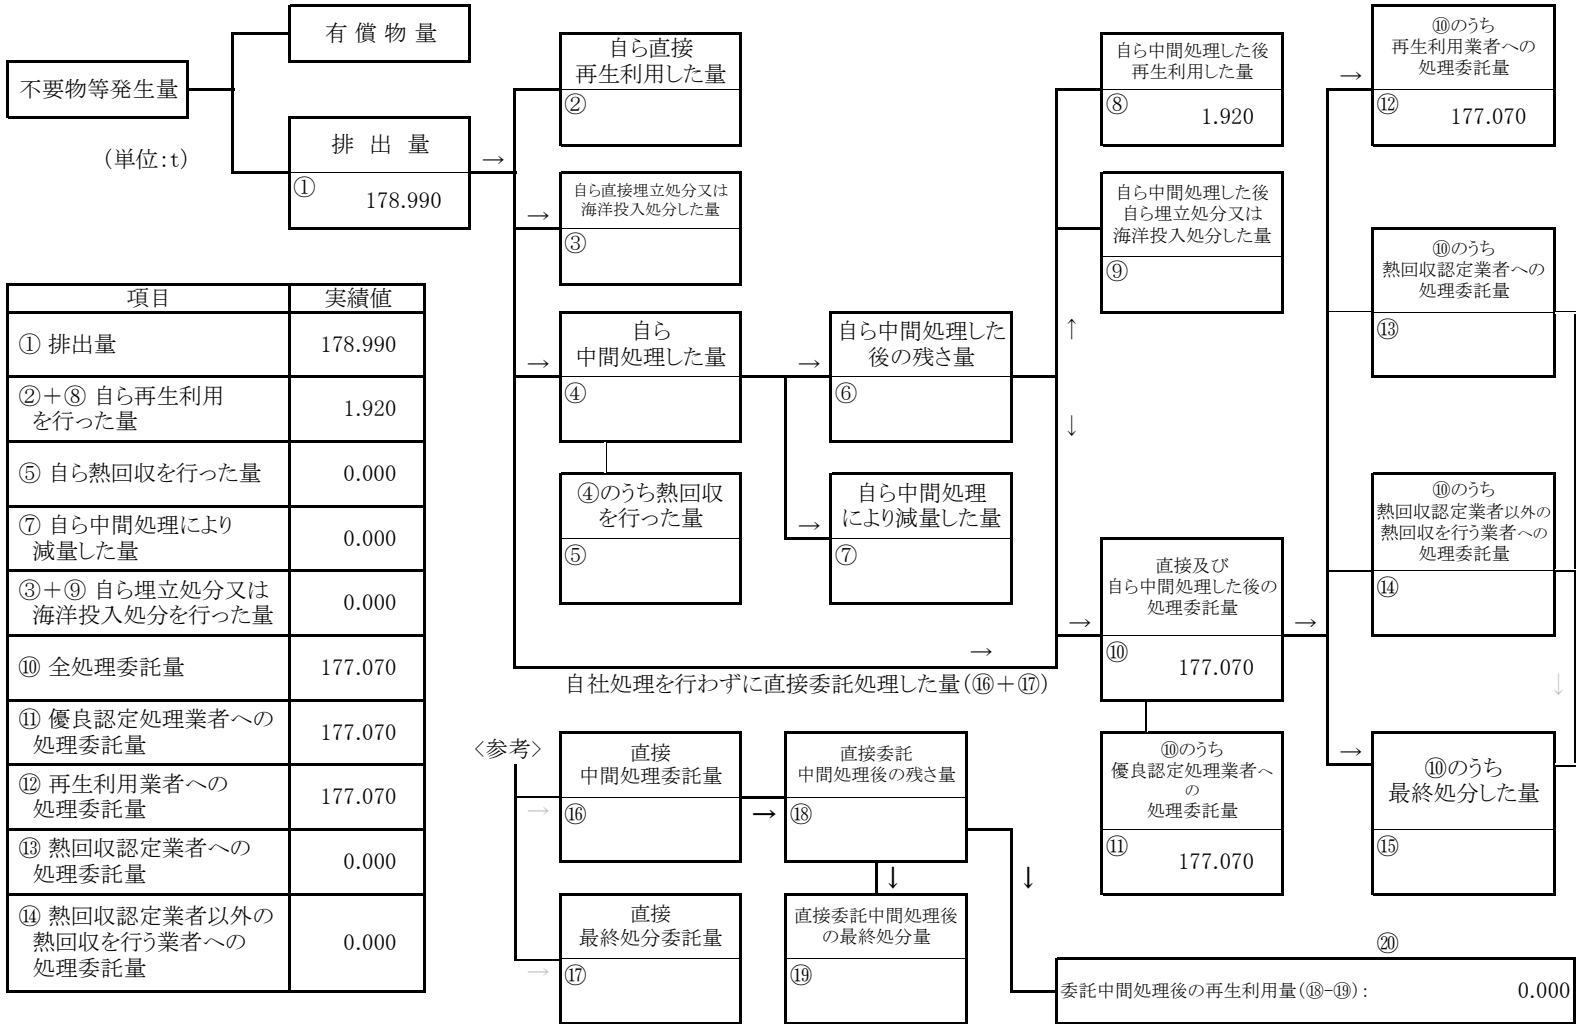 有償物量
不要物等発生量
(単位:t)
排出量
→
① 178.990
自ら直接
再生利用した量
②
→
自ら直接埋立処分又は
海洋投入処分した量
③
→
自ら
中間処理した量
④
→
自ら中間処理した
後の残さ量
⑥
④のうち熱回収
を行った量
⑤
→
自ら中間処理
により減量した量
⑦
自ら中間処理した後
再生利用した量
⑧ 1.920
自ら中間処理した後
自ら埋立処分又は
海洋投入処分した量
⑨
↑
↓
→
自社処理を行わずに直接委託処理した量(⑯+⑰)
→
直接及び
自ら中間処理した後の
処理委託量
⑩ 177.070
→
⑩のうち
優良認定処理業者へ
の
処理委託量
⑪ 177.070
→
⑩のうち
再生利用業者への
処理委託量
⑫ 177.070
⑩のうち
熱回収認定業者への
処理委託量
⑬
⑩のうち
熱回収認定業者以外の
熱回収を行う業者への
処理委託量
⑭
↓
→
⑩のうち
最終処分した量
⑮
項目 実績値
① 排出量 178.990
②+⑧ 自ら再生利用
を行った量 1.920
⑤ 自ら熱回収を行った量 0.000
⑦ 自ら中間処理により
減量した量 0.000
③+⑨ 自ら埋立処分又は
海洋投入処分を行った量 0.000
⑩ 全処理委託量 177.070
⑪ 優良認定処理業者への
処理委託量 177.070
⑫ 再生利用業者への
処理委託量 177.070
⑬ 熱回収認定業者への
処理委託量 0.000
⑭ 熱回収認定業者以外の
熱回収を行う業者への
処理委託量 0.000
<参考>
→
直接
中間処理委託量
⑯
→
直接委託
中間処理後の残さ量
⑱
↓
↓
→
直接
最終処分委託量
⑰
直接委託中間処理後
の最終処分量
⑲
⑳
委託中間処理後の再生利用量(⑱-⑲): 0.000